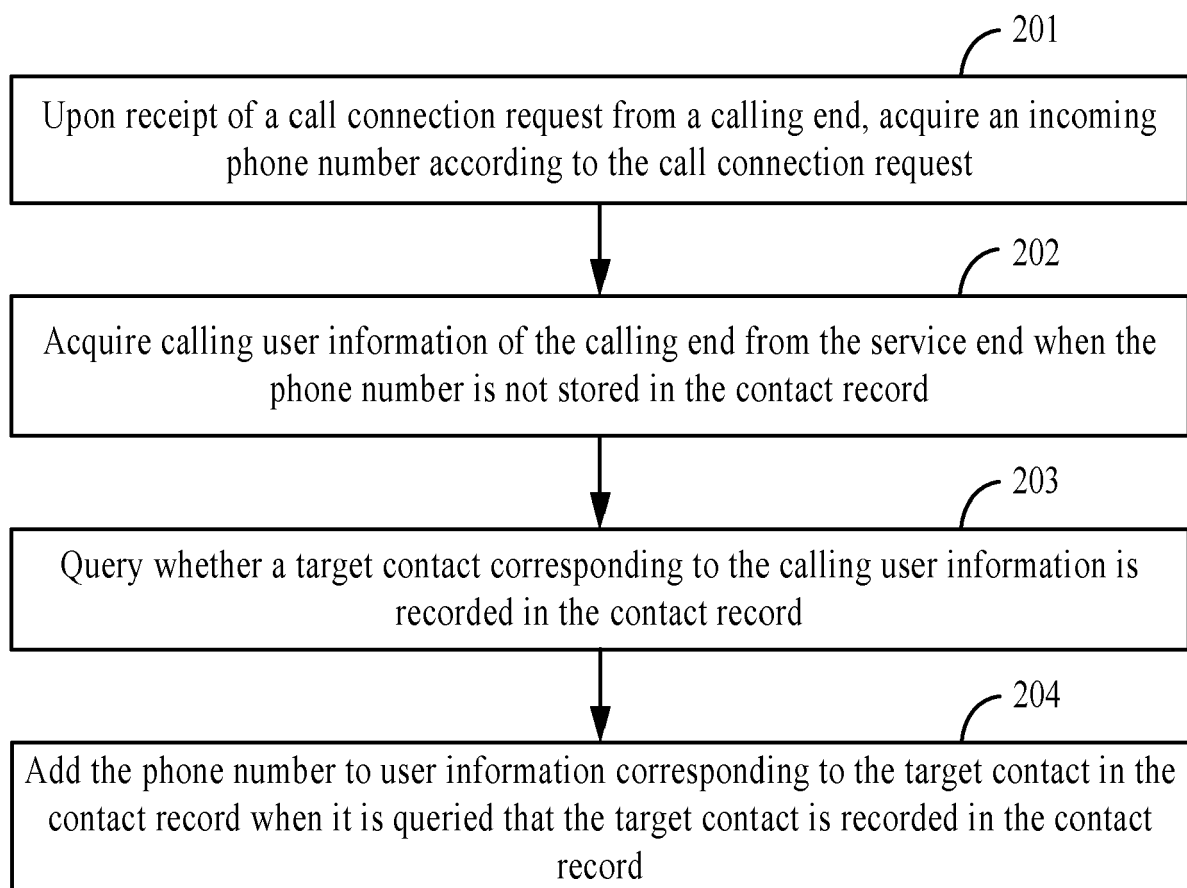 201
Upon receipt of a call connection request from a calling end, acquire an incoming
phone number according to the call connection request
202
Acquire calling user information of the calling end from the service end when the
phone number is not stored in the contact record
203
Query whether a target contact corresponding to the calling user information is
recorded in the contact record
204
Add the phone number to user information corresponding to the target contact in the
contact record when it is queried that the target contact is recorded in the contact
record